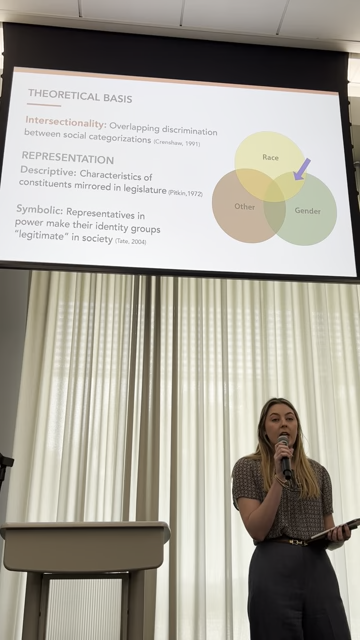 THEORETICAL BASIS
Intersectionality: Overlapping discrimination
between social categorizations (Crenshaw, 1991)
REPRESENTATION
Descriptive: Characteristics of
constituents mirrored in legislature (Pitkin,1972)
Symbolic: Representatives in
power make their identity groups
"legitimate" in society (Tate, 2004)
Race
Other
Gender